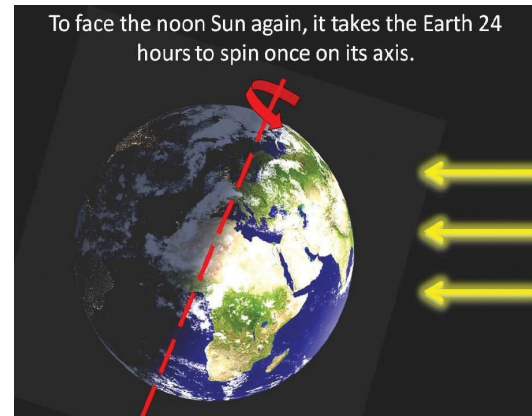 To face the noon Sun again, it takes the Earth 24
hours to spin once on its axis.